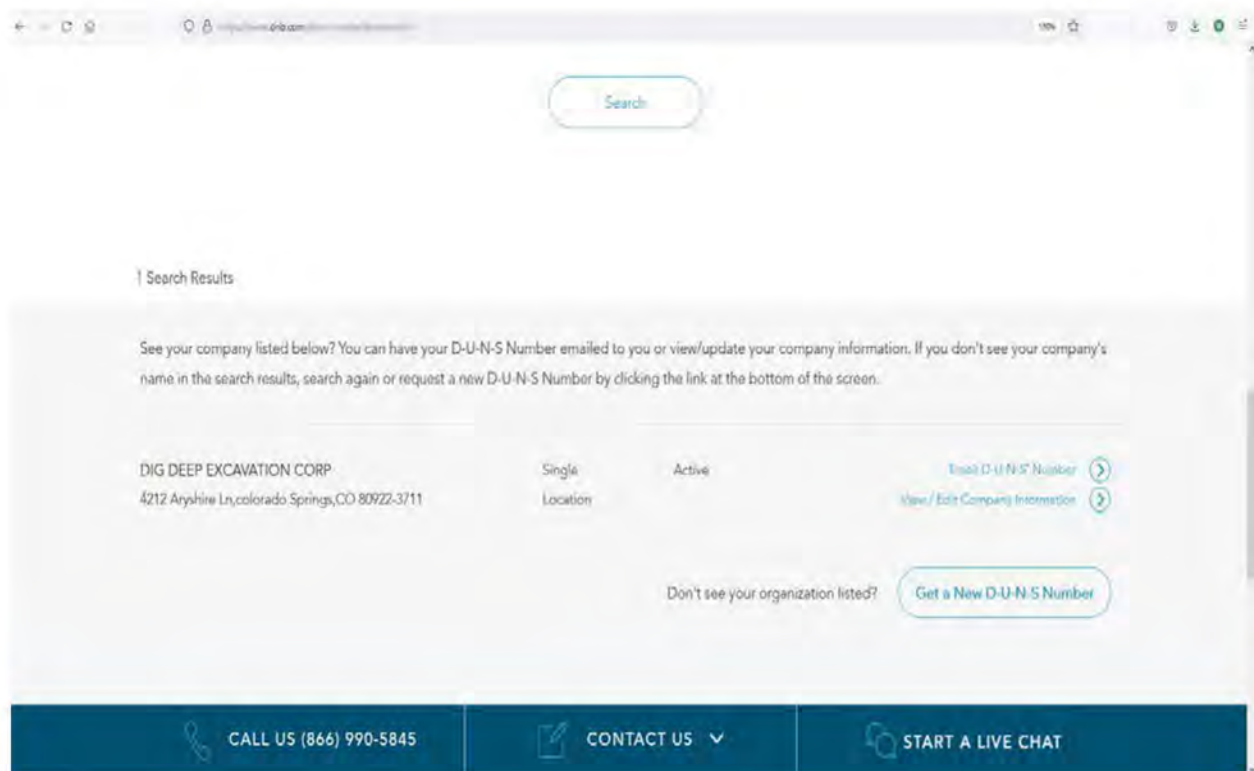 Search
1 Search Results
See your company listed below? You can have your D-U-N-S Number emailed to you or view/update your company information. If you don't see your company's
name in the search results, search again or request a new D-U-N-S Number by clicking the link at the bottom of the screen.
DIG DEEP EXCAVATION CORP Single Active Email D-U-N-S® Number
4212 Aryshire Ln,colorado Springs,CO 80922-3711 Location View / Edit Company Information
Don't see your organization listed? Get a New D-U-N-S Number
CALL US (866) 990-5845 CONTACT US START A LIVE CHAT